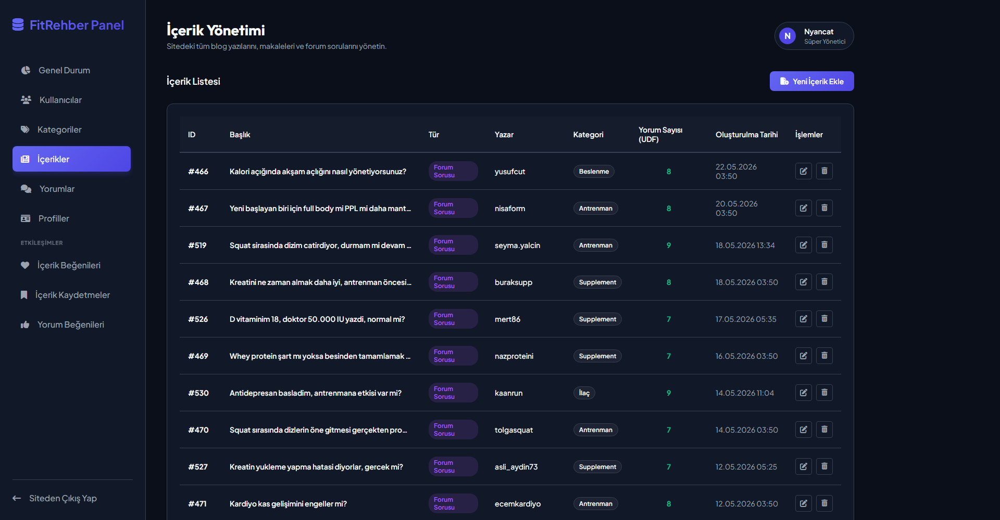 FitRehber Panel
Genel Durum
Kullanıcılar
Kategoriler
İçerikler
Yorumlar
Profiller
ETKİLEŞİMLER
İçerik Beğenileri
İçerik Kaydetmeler
Yorum Beğenileri
Siteden Çıkış Yap
İçerik Yönetimi
Sitedeki tüm blog yazılarını, makaleleri ve forum sorularını yönetin.
N
Nyancat
Süper Yönetici
İçerik Listesi
Yeni İçerik Ekle
ID Başlık Tür Yazar Kategori Yorum Sayısı (UDF) Oluşturulma Tarihi İşlemler
#466 Kalori açığında akşam açlığını nasıl yönetiyorsunuz? Forum Sorusu yusufcut Beslenme 8 22.05.2026 03:50
#467 Yeni başlayan biri için full body mi PPL mi daha mant... Forum Sorusu nisaform Antrenman 8 20.05.2026 03:50
#519 Squat sirasinda dizim catirdiyor, durmam mi devam ... Forum Sorusu seyma.yalcin Antrenman 9 18.05.2026 13:34
#468 Kreatini ne zaman almak daha iyi, antrenman öncesi... Forum Sorusu buraksupp Supplement 8 18.05.2026 03:50
#526 D vitaminim 18, doktor 50.000 IU yazdi, normal mi? Forum Sorusu mert86 Supplement 7 17.05.2026 05:35
#469 Whey protein şart mı yoksa besinden tamamlamak ... Forum Sorusu nazproteini Supplement 7 16.05.2026 03:50
#530 Antidepresan basladim, antrenmana etkisi var mi? Forum Sorusu kaanrun İlaç 9 14.05.2026 11:04
#470 Squat sırasında dizlerin öne gitmesi gerçekten pro... Forum Sorusu tolgasquat Antrenman 7 14.05.2026 03:50
#527 Kreatin yukleme yapma hatasi diyorlar, gercek mi? Forum Sorusu asli_aydin73 Supplement 7 12.05.2026 05:25
#471 Kardiyo kas gelişimini engeller mi? Forum Sorusu ecemkardiyo Antrenman 8 12.05.2026 03:50